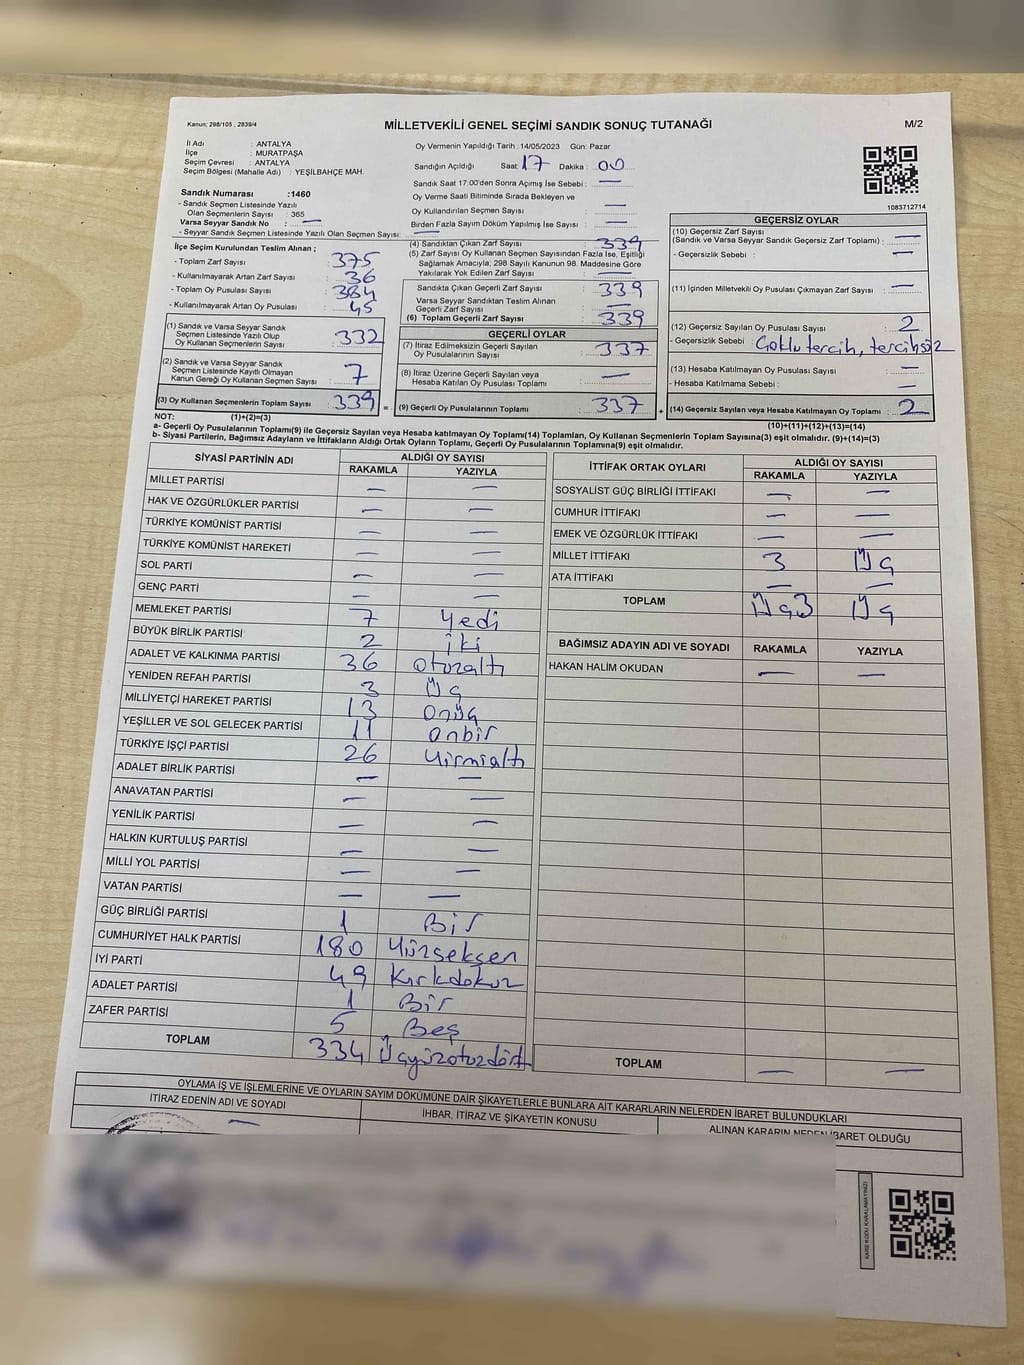 Kanun; 298/105 , 2839/4
MİLLETVEKİLİ GENEL SEÇİMİ SANDIK SONUÇ TUTANAĞI
M/2
İl Adı : ANTALYA
İlçe : MURATPAŞA
Seçim Çevresi : ANTALYA
Seçim Bölgesi (Mahalle Adı) : YEŞİLBAHÇE MAH.
Oy Vermenin Yapıldığı Tarih :14/05/2023 Gün: Pazar
Sandığın Açıldığı Saat: 17 Dakika : 00
Sandık Saat 17:00'den Sonra Açımış İse Sebebi : —
Oy Verme Saati Bitiminde Sırada Bekleyen ve
Oy Kullandırılan Seçmen Sayısı : —
Birden Fazla Sayım Döküm Yapılmış İse Sayısı : —
1083712714
Sandık Numarası :1460
- Sandık Seçmen Listesinde Yazılı
Olan Seçmenlerin Sayısı : 365
Varsa Seyyar Sandık No : —
- Seyyar Sandık Seçmen Listesinde Yazılı Olan Seçmen Sayısı: —
İlçe Seçim Kurulundan Teslim Alınan ;
- Toplam Zarf Sayısı : 375
- Kullanılmayarak Artan Zarf Sayısı : 36
- Toplam Oy Pusulası Sayısı : 384
- Kullanılmayarak Artan Oy Pusulası : 45
(1) Sandık ve Varsa Seyyar Sandık
Seçmen Listesinde Yazılı Olup
Oy Kullanan Seçmenlerin Sayısı : 332
(2) Sandık ve Varsa Seyyar Sandık
Seçmen Listesinde Kayıtlı Olmayan
Kanun Gereği Oy Kullanan Seçmen Sayısı : 7
(3) Oy Kullanan Seçmenlerin Toplam Sayısı : 339 =
NOT: (1)+(2)=(3)
(4) Sandıktan Çıkan Zarf Sayısı : 339
(5) Zarf Sayısı Oy Kullanan Seçmen Sayısından Fazla İse, Eşitliği
Sağlamak Amacıyla; 298 Sayılı Kanunun 98. Maddesine Göre
Yakılarak Yok Edilen Zarf Sayısı : —
Sandıkta Çıkan Geçerli Zarf Sayısı : 339
Varsa Seyyar Sandıktan Teslim Alınan
Geçerli Zarf Sayısı : —
(6) Toplam Geçerli Zarf Sayısı : 339
GEÇERLİ OYLAR
(7) İtiraz Edilmeksizin Geçerli Sayılan
Oy Pusulalarının Sayısı : 337
(8) İtiraz Üzerine Geçerli Sayılan veya
Hesaba Katılan Oy Pusulası Toplamı : —
(9) Geçerli Oy Pusulalarının Toplamı : 337 +
GEÇERSİZ OYLAR
(10) Geçersiz Zarf Sayısı
(Sandık ve Varsa Seyyar Sandık Geçersiz Zarf Toplamı) : —
- Geçersizlik Sebebi : —
(11) İçinden Milletvekili Oy Pusulası Çıkmayan Zarf Sayısı : —
(12) Geçersiz Sayılan Oy Pusulası Sayısı : 2
- Geçersizlik Sebebi : Çoklu tercih, tercihsiz
(13) Hesaba Katılmayan Oy Pusulası Sayısı : —
- Hesaba Katılmama Sebebi : —
(14) Geçersiz Sayılan veya Hesaba Katılmayan Oy Toplamı : 2
(10)+(11)+(12)+(13)=(14)
a- Geçerli Oy Pusulaların Toplamı(9) ile Geçersiz Sayılan veya Hesaba katılmayan Oy Toplam(14) Toplamları, Oy Kullanan Seçmenlerin Toplam Sayısına(3) eşit olmalıdır. (9)+(14)=(3)
b- Siyasi Partilerin, Bağımsız Adayların ve İttifakların Aldığı Ortak Oyların Toplamı, Geçerli Oy Pusulalarının Toplamına(9) eşit olmalıdır.
SİYASİ PARTİNİN ADI ALDIĞI OY SAYISI
RAKAMLA YAZIYLA
MİLLET PARTİSİ — —
HAK VE ÖZGÜRLÜKLER PARTİSİ — —
TÜRKİYE KOMÜNİST PARTİSİ — —
TÜRKİYE KOMÜNİST HAREKETİ — —
SOL PARTİ — —
GENÇ PARTİ — —
MEMLEKET PARTİSİ 7 Yedi
BÜYÜK BİRLİK PARTİSİ 2 iki
ADALET VE KALKINMA PARTİSİ 36 otuzaltı
YENİDEN REFAH PARTİSİ 3 Üç
MİLLİYETÇİ HAREKET PARTİSİ 13 onüç
YEŞİLLER VE SOL GELECEK PARTİSİ 11 onbir
TÜRKİYE İŞÇİ PARTİSİ 26 Yirmialtı
ADALET BİRLİK PARTİSİ — —
ANAVATAN PARTİSİ — —
YENİLİK PARTİSİ — —
HALKIN KURTULUŞ PARTİSİ — —
MİLLİ YOL PARTİSİ — —
VATAN PARTİSİ — —
GÜÇ BİRLİĞİ PARTİSİ 1 Bir
CUMHURİYET HALK PARTİSİ 180 Yüzseksen
İYİ PARTİ 49 Kırkdokuz
ADALET PARTİSİ 1 Bir
ZAFER PARTİSİ 5 Beş
TOPLAM 334 Üçyüzotuzdört
İTTİFAK ORTAK OYLARI ALDIĞI OY SAYISI
RAKAMLA YAZIYLA
SOSYALİST GÜÇ BİRLİĞİ İTTİFAKI — —
CUMHUR İTTİFAKI — —
EMEK VE ÖZGÜRLÜK İTTİFAKI — —
MİLLET İTTİFAKI 3 Üç
ATA İTTİFAKI — —
TOPLAM Üç3 Üç
BAĞIMSIZ ADAYIN ADI VE SOYADI RAKAMLA YAZIYLA
HAKAN HALİM OKUDAN — —
TOPLAM — —
OYLAMA İŞ VE İŞLEMLERİNE VE OYLARIN SAYIM DÖKÜMÜNE DAİR ŞİKAYETLERLE BUNLARA AİT KARARLARIN NELERDEN İBARET BULUNDUKLARI
İTİRAZ EDENİN ADI VE SOYADI İHBAR, İTİRAZ VE ŞİKAYETİN KONUSU ALINAN KARARIN NEDEN İBARET OLDUĞU
—
KARE KODU KARALAMAYINIZ!